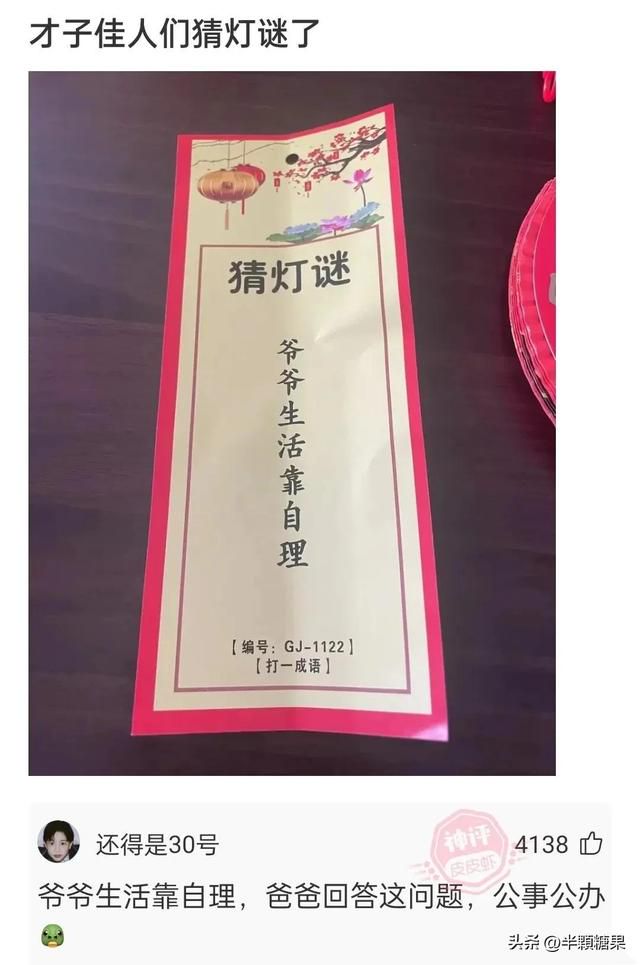 才子佳人们猜灯谜了
猜灯谜
爷爷生活靠自理
【编号：GJ-1122】
【打一成语】
还得是30号
神评
皮皮虾
4138
爷爷生活靠自理，爸爸回答这问题，公事公办
头条 @半顆糖果